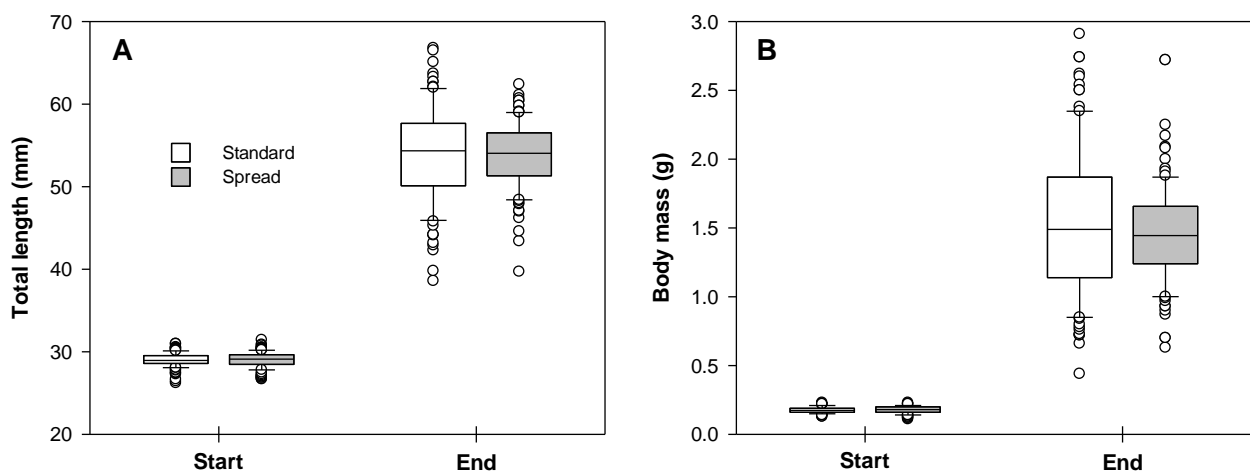 A
Total length (mm)
70
60
50
40
30
20
Standard
Spread
Start
End
B
Body mass (g)
3.0
2.5
2.0
1.5
1.0
0.5
0.0
Start
End